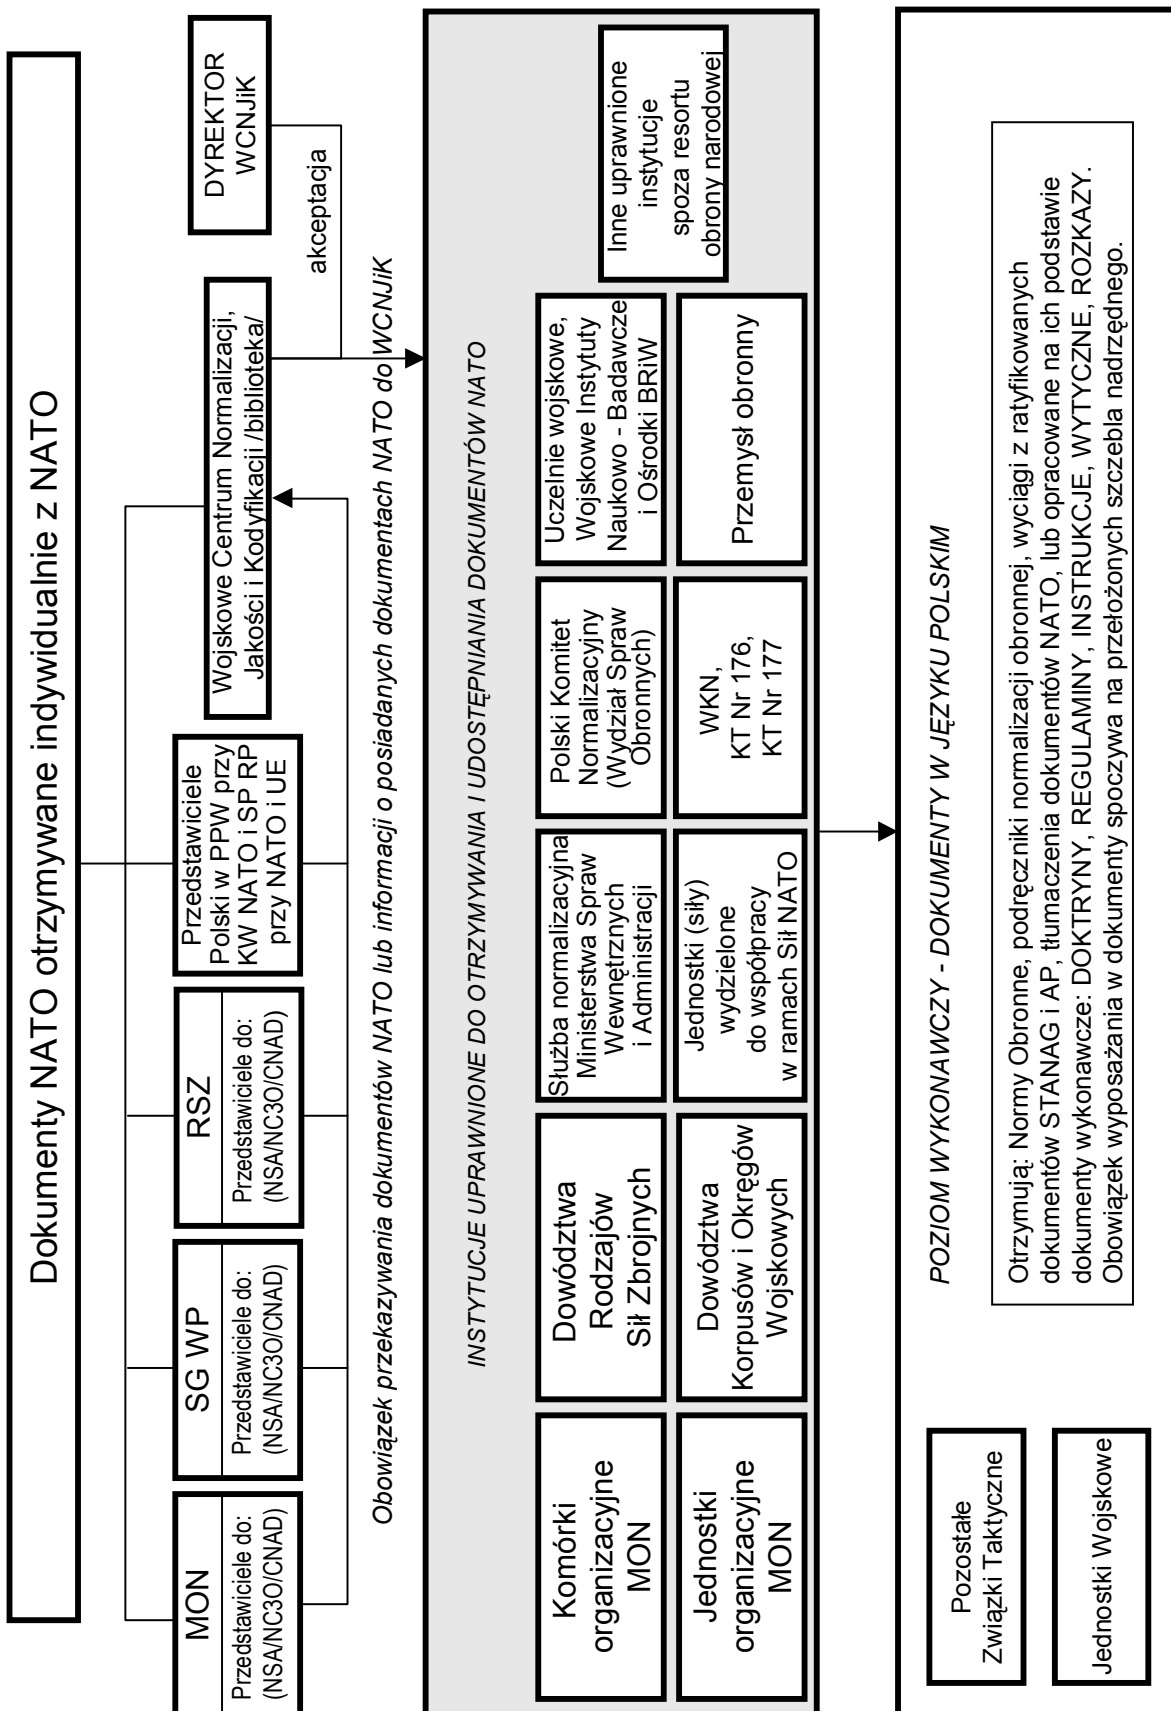 Dokumenty NATO otrzymywane indywidualnie z NATO
MON
Przedstawiciele do:
(NSA/NC3O/CNAD)
SG WP
Przedstawiciele do:
(NSA/NC3O/CNAD)
RSZ
Przedstawiciele do:
(NSA/NC3O/CNAD)
Przedstawiciele
Polski w PPW przy
KW NATO i SP RP
przy NATO i UE
Wojskowe Centrum Normalizacji,
Jakości i Kodyfikacji /biblioteka/
DYREKTOR
WCNJiK
akceptacja
Obowiązek przekazywania dokumentów NATO lub informacji o posiadanych dokumentach NATO do WCNJiK
INSTYTUCJE UPRAWNIONE DO OTRZYMYWANIA I UDOSTĘPNIANIA DOKUMENTÓW NATO
Komórki
organizacyjne
MON
Dowództwa
Rodzajów
Sił Zbrojnych
Służba normalizacyjna
Ministerstwa Spraw
Wewnętrznych
i Administracji
Polski Komitet
Normalizacyjny
(Wydział Spraw
Obronnych)
Uczelnie wojskowe,
Wojskowe Instytuty
Naukowo - Badawcze
i Ośrodki BRiW
Inne uprawnione
instytucje
spoza resortu
obrony narodowej
Jednostki
organizacyjne
MON
Dowództwa
Korpusów i Okręgów
Wojskowych
Jednostki (siły)
wydzielone
do współpracy
w ramach Sił NATO
WKN,
KT Nr 176,
KT Nr 177
Przemysł obronny
POZIOM WYKONAWCZY - DOKUMENTY W JĘZYKU POLSKIM
Pozostałe
Związki Taktyczne
Jednostki Wojskowe
Otrzymują: Normy Obronne, podręczniki normalizacji obronnej, wyciągi z ratyfikowanych
dokumentów STANAG i AP, tłumaczenia dokumentów NATO, lub opracowane na ich podstawie
dokumenty wykonawcze: DOKTRYNY, REGULAMINY, INSTRUKCJE, WYTYCZNE, ROZKAZY.
Obowiązek wyposażania w dokumenty spoczywa na przełożonych szczebla nadrzędnego.